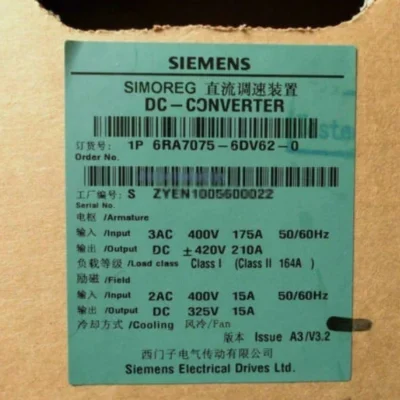 SIEMENS
SIMOREG 直流调速装置
DC-CONVERTER
订货号: 1P 6RA7075-6DV62-0
Order No.
工厂编号: S ZYEN1005600022
Serial No.
电枢 /Armature
输入 /Input 3AC 400V 175A 50/60Hz
输出 /Output DC ±420V 210A
负载等级 /Load class Class I (Class II 164A )
励磁 /Field
输入 /Input 2AC 400V 15A 50/60Hz
输出 /Output DC 325V 15A
冷却方式 /Cooling 风冷/Fan
版本 Issue A3/V3.2
西门子电气传动有限公司
Siemens Electrical Drives Ltd.